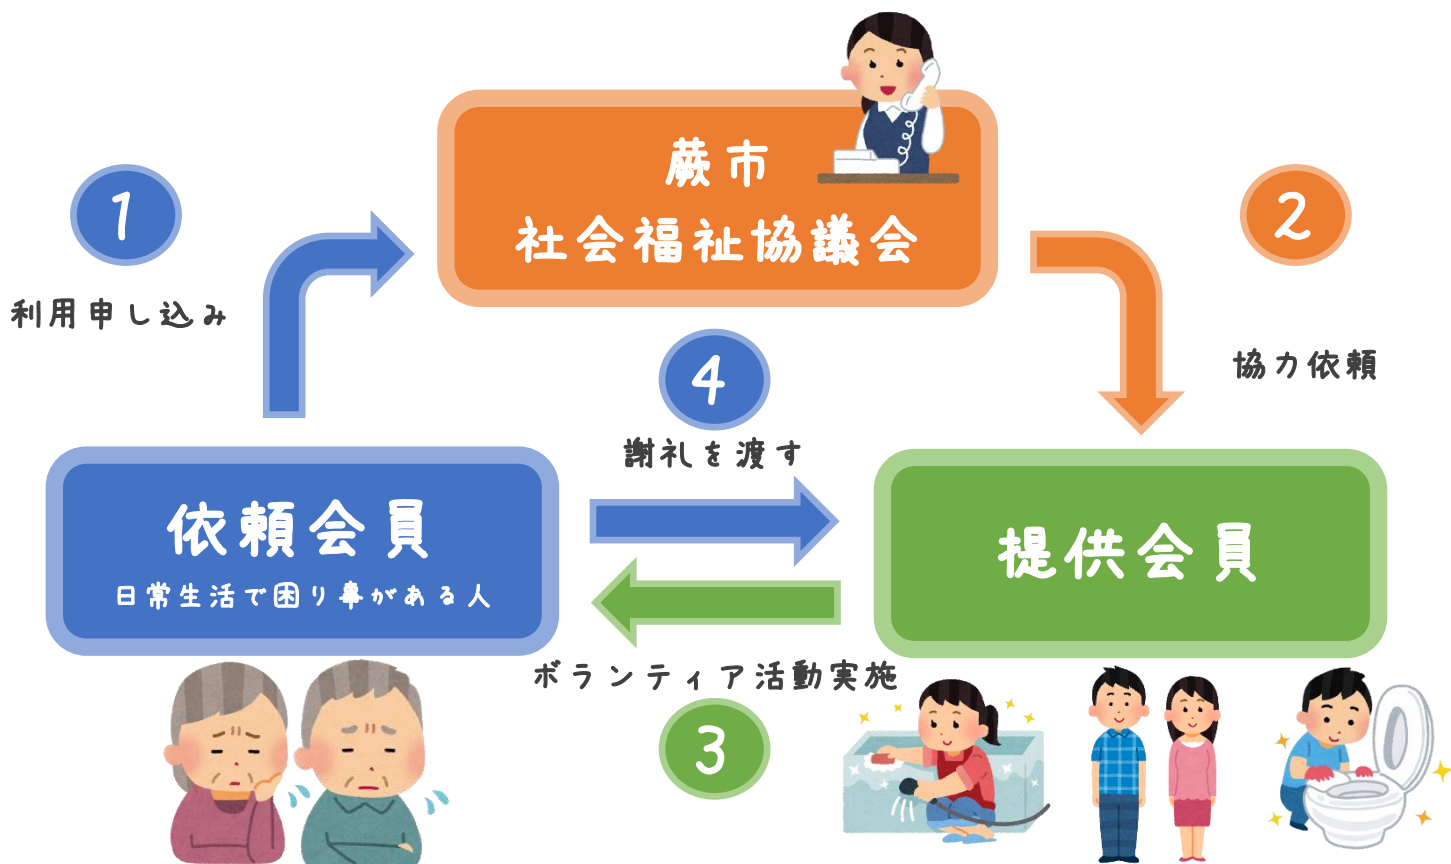 蕨市
社会福祉協議会
1
利用申し込み
2
協力依頼
4
謝礼を渡す
依頼会員
日常生活で困り事がある人
提供会員
ボランティア活動実施
3